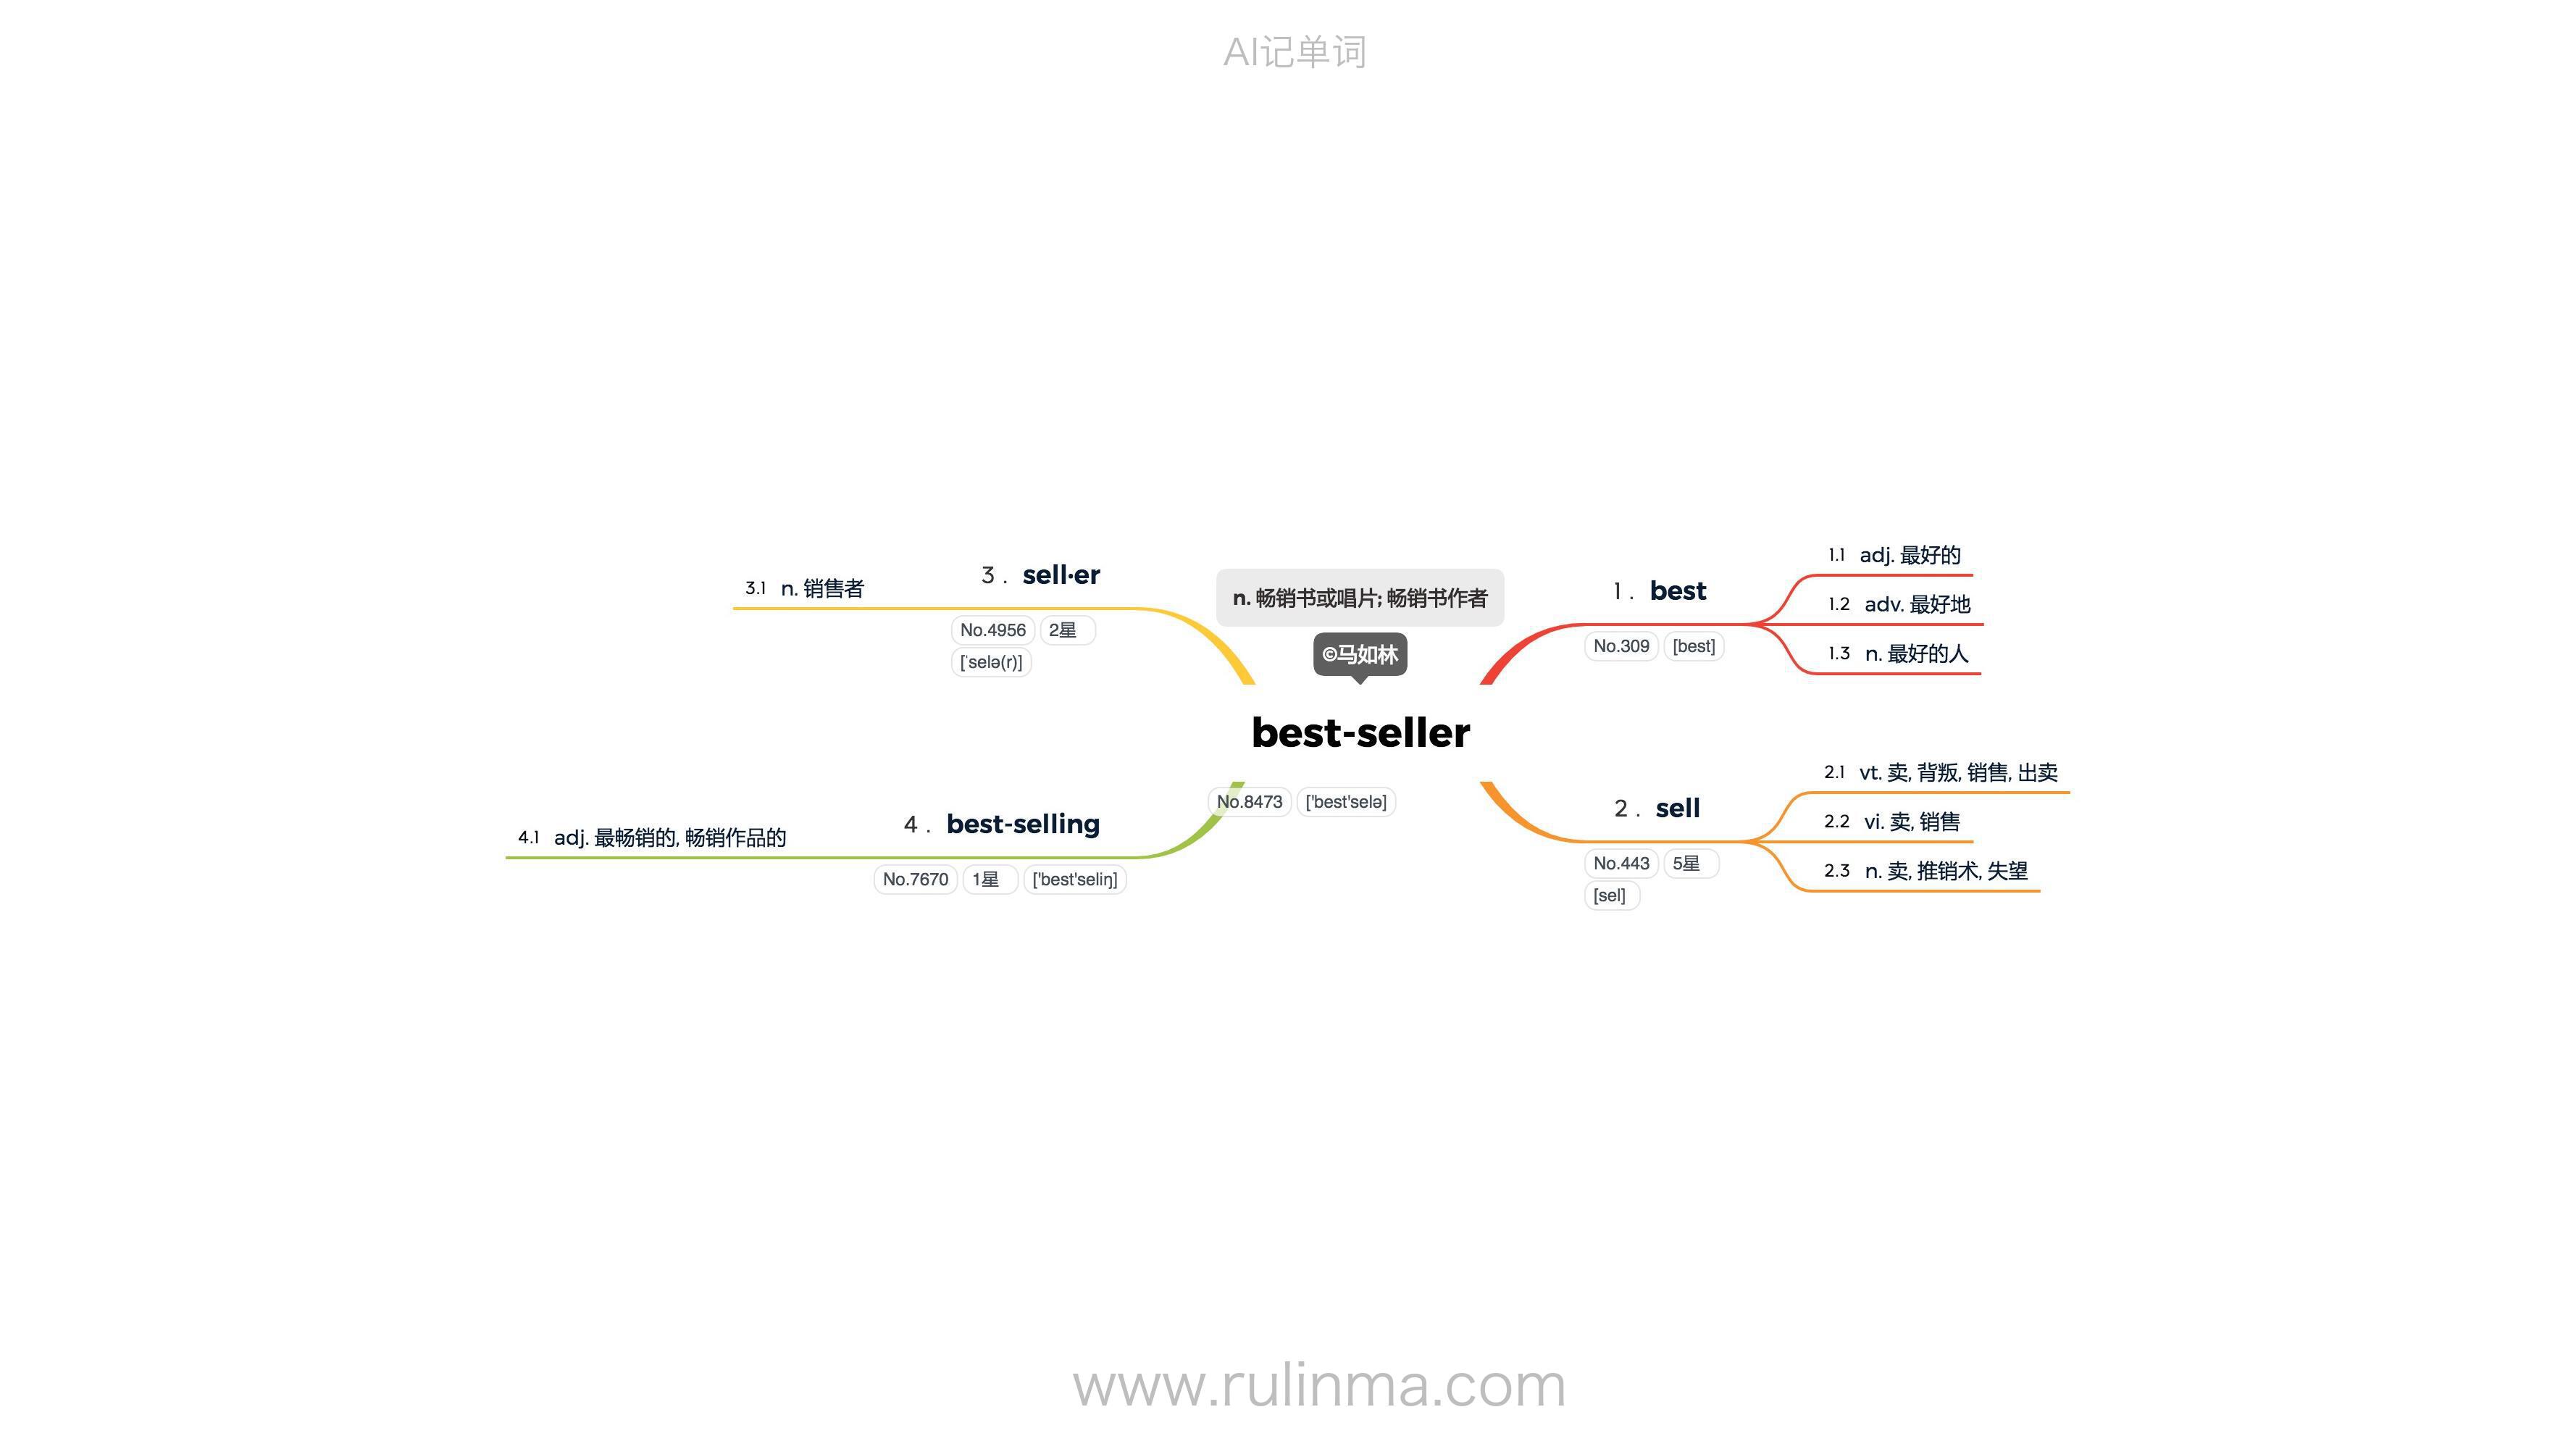 AI记单词
n. 畅销书或唱片; 畅销书作者
©马如林
best-seller
No.8473 ['best'selə]
1. best
No.309 [best]
1.1 adj. 最好的
1.2 adv. 最好地
1.3 n. 最好的人
2. sell
No.443 5星
[sel]
2.1 vt. 卖, 背叛, 销售, 出卖
2.2 vi. 卖, 销售
2.3 n. 卖, 推销术, 失望
3. sell·er
No.4956 2星
[ˈselə(r)]
3.1 n. 销售者
4. best-selling
No.7670 1星 ['best'seliŋ]
4.1 adj. 最畅销的, 畅销作品的
www.rulinma.com